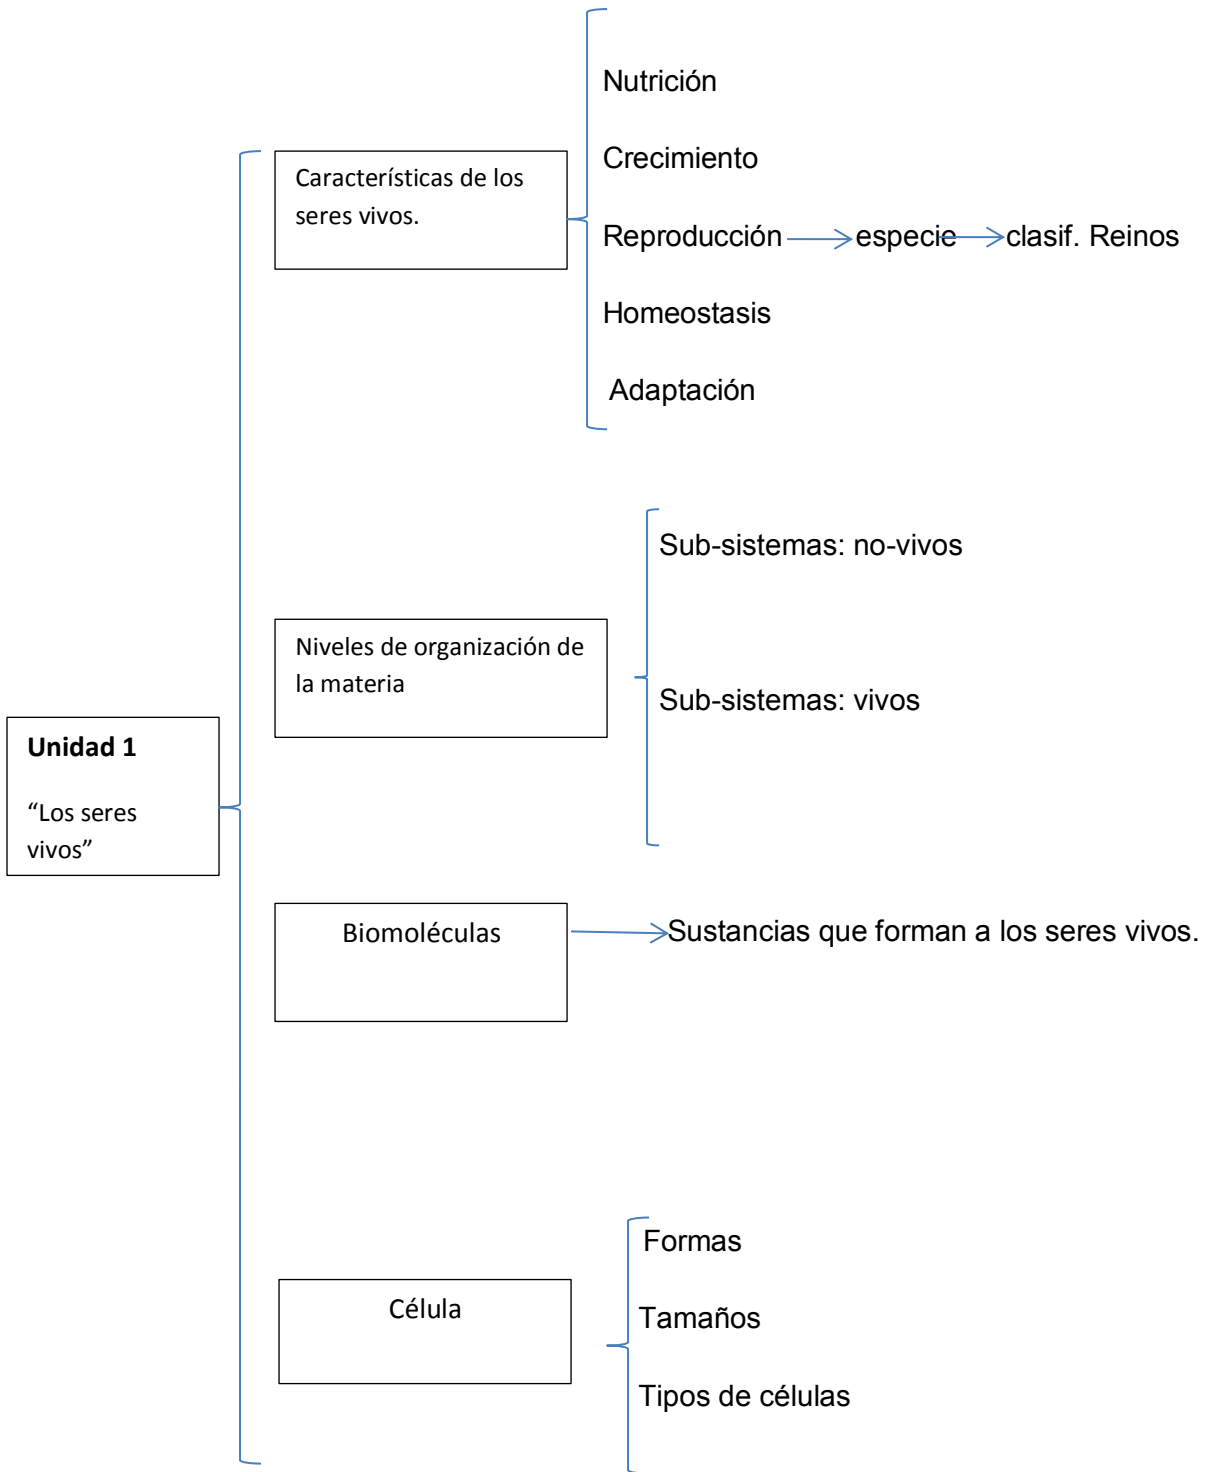 Nutrición
Crecimiento
Características de los
seres vivos.
Reproducción especie clasif. Reinos
Homeostasis
Adaptación
Sub-sistemas: no-vivos
Niveles de organización de
la materia
Sub-sistemas: vivos
Unidad 1
“Los seres
vivos”
Biomoléculas
Sustancias que forman a los seres vivos.
Formas
Célula
Tamaños
Tipos de células